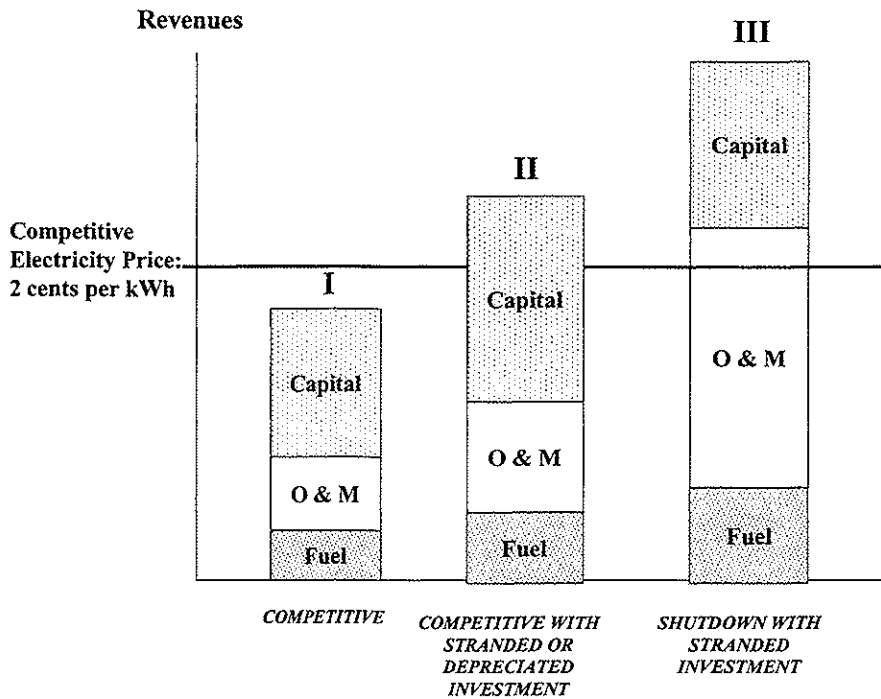 Revenues
III
Capital
II
Competitive
Electricity Price:
2 cents per kWh
I
Capital
Capital
O & M
O & M
O & M
Fuel
Fuel
Fuel
COMPETITIVE
COMPETITIVE WITH
STRANDED OR
DEPRECIATED
INVESTMENT
SHUTDOWN WITH
STRANDED
INVESTMENT